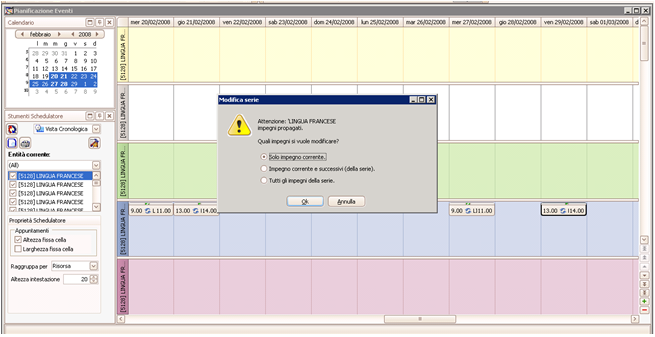 Pianificazione Eventi
Calendario
febbraio 2008
l m m g v s d
28 29 30 31 1 2 3
4 5 6 7 8 9 10
11 12 13 14 15 16 17
18 19 20 21 22 23 24
25 26 27 28 29 1 2
3 4 5 6 7 8 9
Strumenti Schedulatore
Vista Cronologica
Entità corrente:
(All)
[5128] LINGUA FRANCESE
[5128] LINGUA FRANCESE
[5128] LINGUA FRANCESE
[5128] LINGUA FRANCESE
Proprietà Schedulatore
Appuntamenti
Altezza fissa cella
Larghezza fissa cella
Raggruppa per Risorsa
Altezza intestazione 20
mer 20/02/2008 gio 21/02/2008 ven 22/02/2008 sab 23/02/2008 dom 24/02/2008 lun 25/02/2008 mar 26/02/2008 mer 27/02/2008 gio 28/02/2008 ven 29/02/2008 sab 01/03/2008 d
[5128] LINGUA FR...
[5128] LINGUA FR...
[5128] LINGUA FR...
[5128] LINGUA FR...
[5128] LINGUA FR...
9.00 L 11.00 13.00 I14.00 9.00 LI11.00 13.00 I14.00
Modifica serie
Attenzione: 'LINGUA FRANCESE
impegni propagati.
Quali impegni si vuole modificare?
Solo impegno corrente.
Impegno corrente e successivi (della serie).
Tutti gli impegni della serie.
Ok Annulla